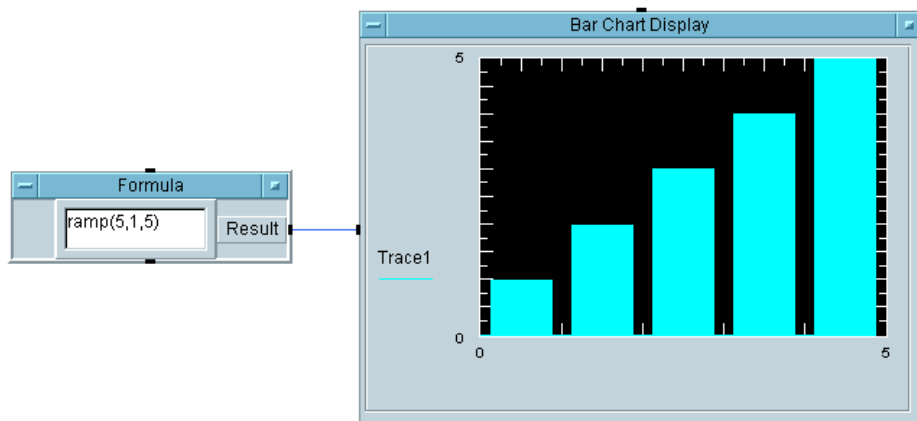 Formula
ramp(5,1,5)
Result
Bar Chart Display
5
Trace1
0
0
5